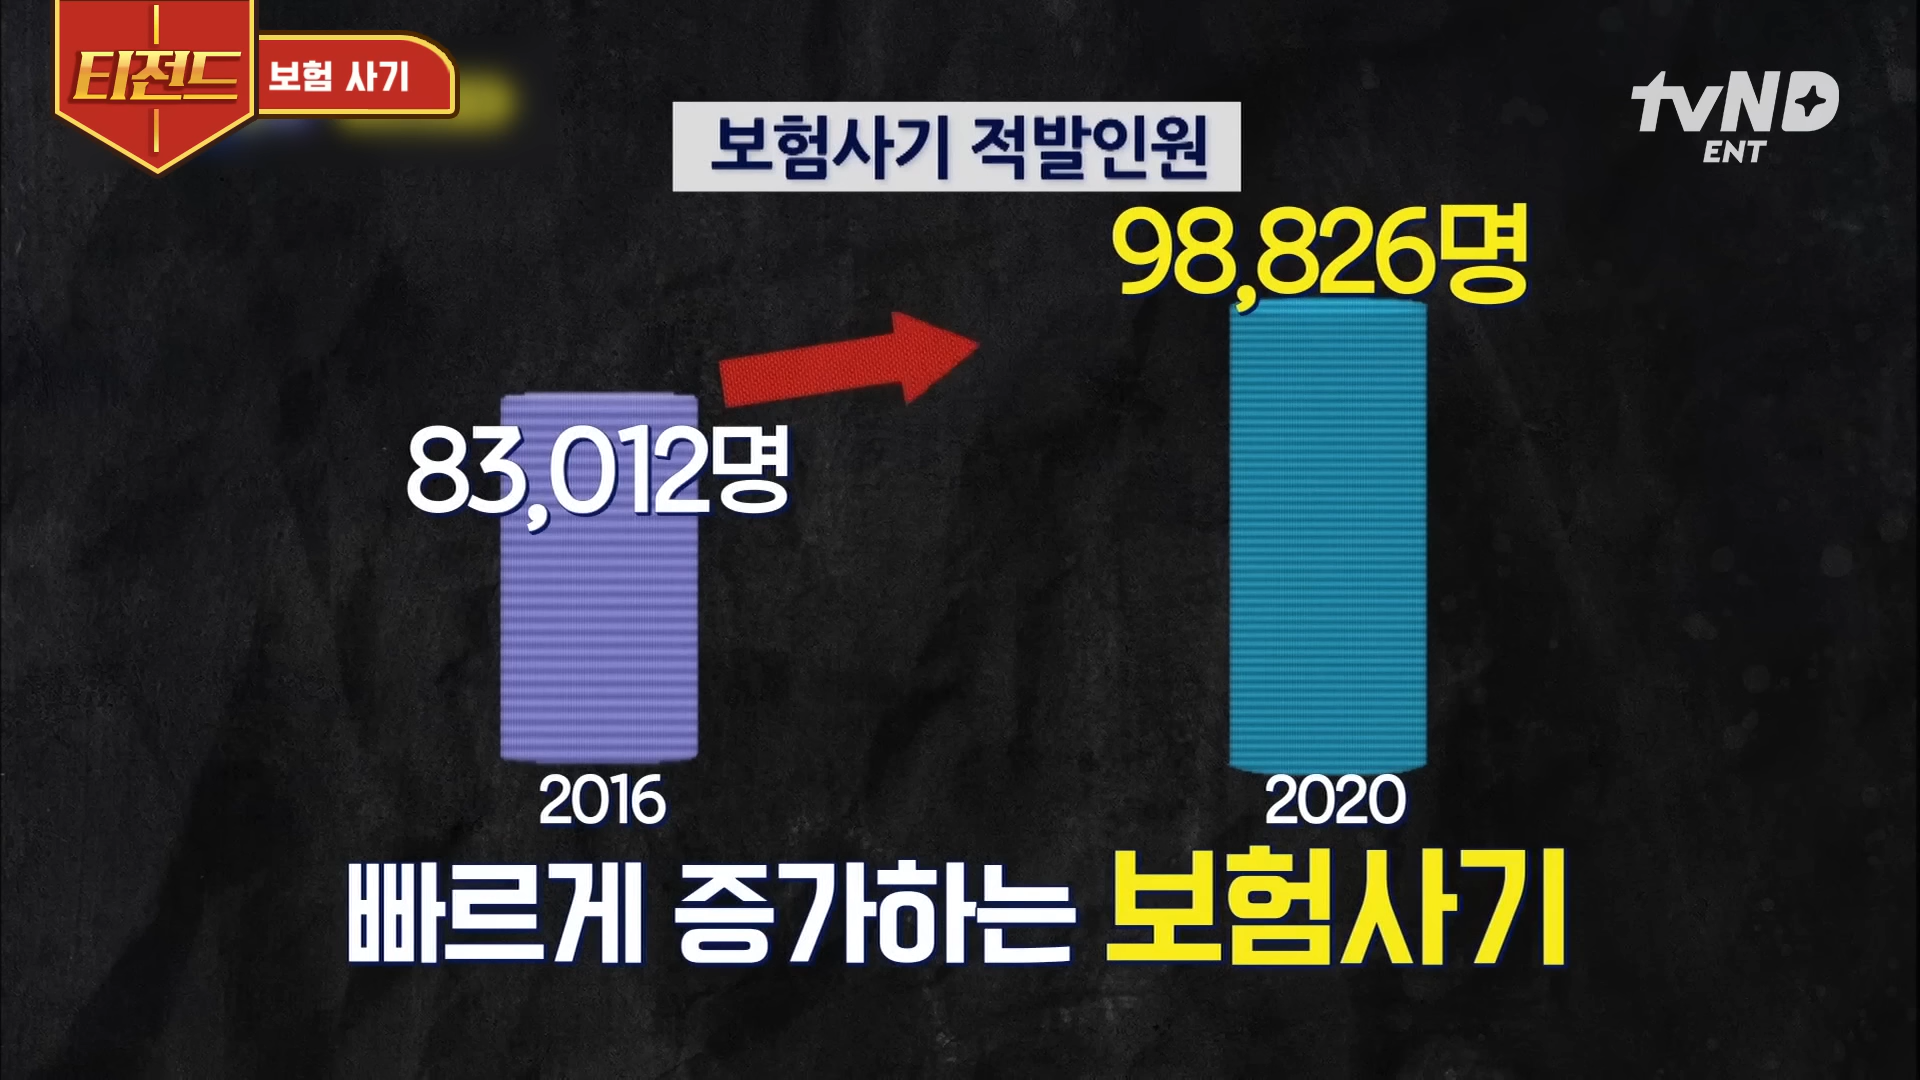 티전드
보험 사기
tvND
ENT
보험사기 적발인원
98,826명
83,012명
2016
2020
빠르게 증가하는 보험사기